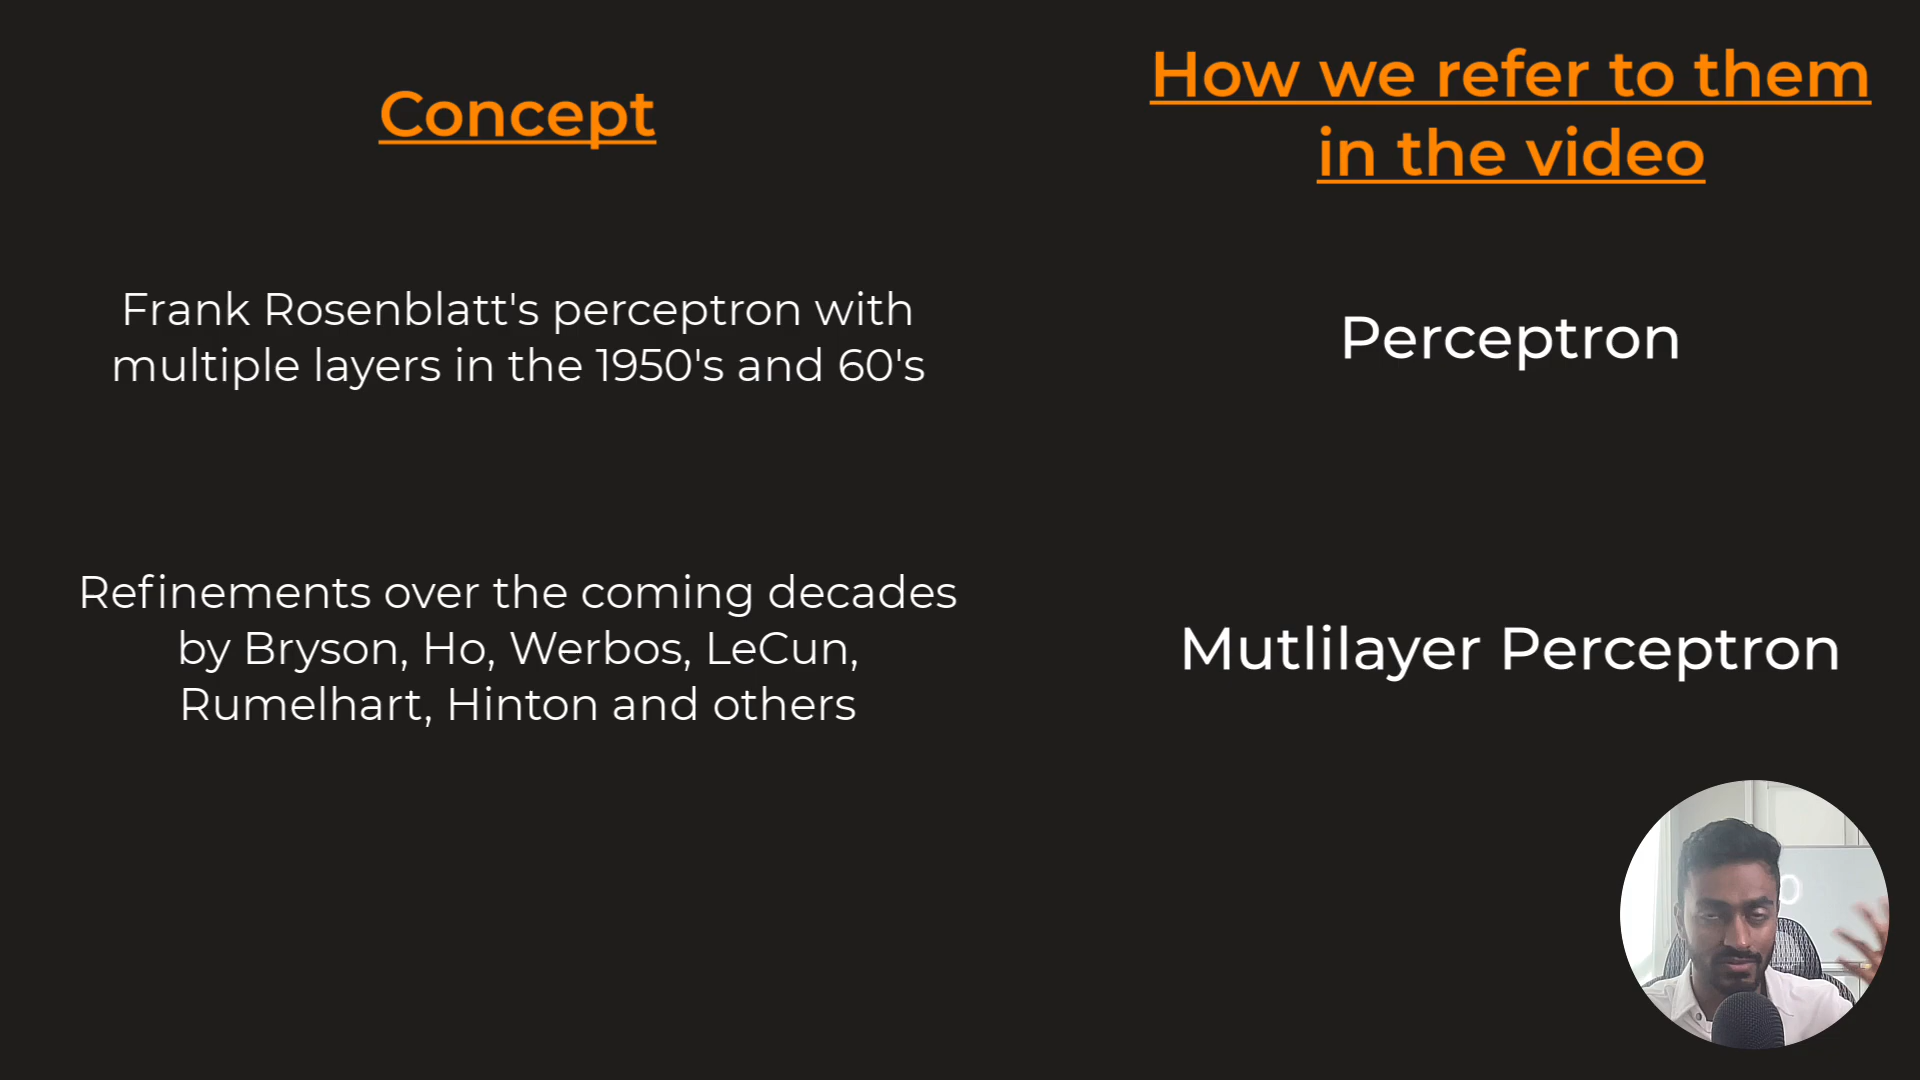 Concept
How we refer to them
in the video
Frank Rosenblatt's perceptron with
multiple layers in the 1950's and 60's
Perceptron
Refinements over the coming decades
by Bryson, Ho, Werbos, LeCun,
Rumelhart, Hinton and others
Mutlilayer Perceptron